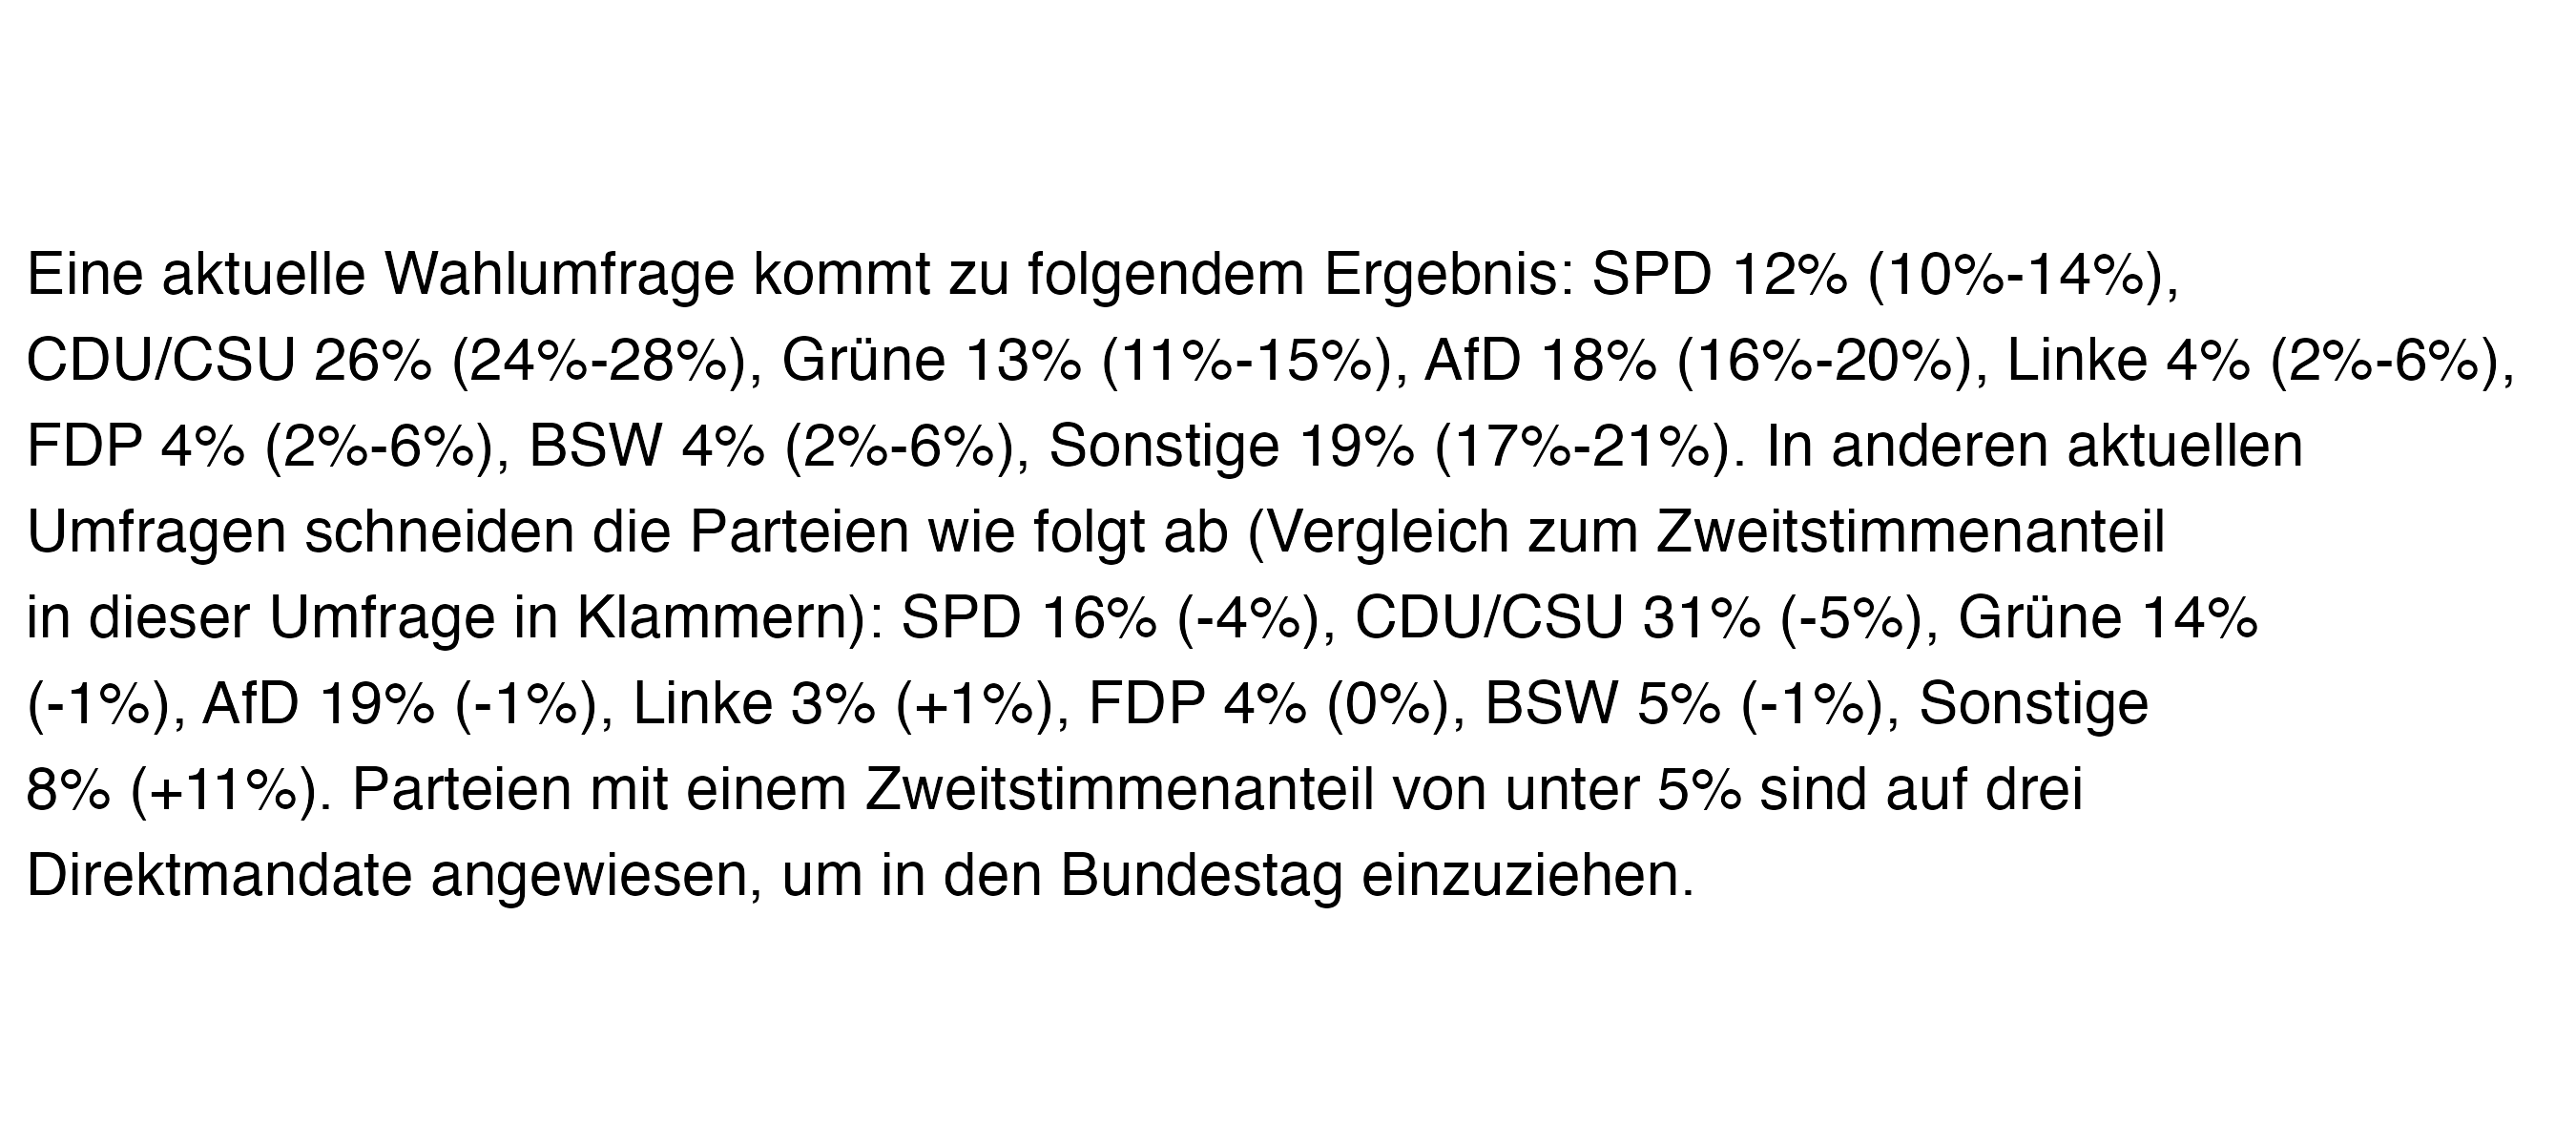 Eine aktuelle Wahlumfrage kommt zu folgendem Ergebnis: SPD 12% (10%-14%),
CDU/CSU 26% (24%-28%), Grüne 13% (11%-15%), AfD 18% (16%-20%), Linke 4% (2%-6%),
FDP 4% (2%-6%), BSW 4% (2%-6%), Sonstige 19% (17%-21%). In anderen aktuellen
Umfragen schneiden die Parteien wie folgt ab (Vergleich zum Zweitstimmenanteil
in dieser Umfrage in Klammern): SPD 16% (-4%), CDU/CSU 31% (-5%), Grüne 14%
(-1%), AfD 19% (-1%), Linke 3% (+1%), FDP 4% (0%), BSW 5% (-1%), Sonstige
8% (+11%). Parteien mit einem Zweitstimmenanteil von unter 5% sind auf drei
Direktmandate angewiesen, um in den Bundestag einzuziehen.